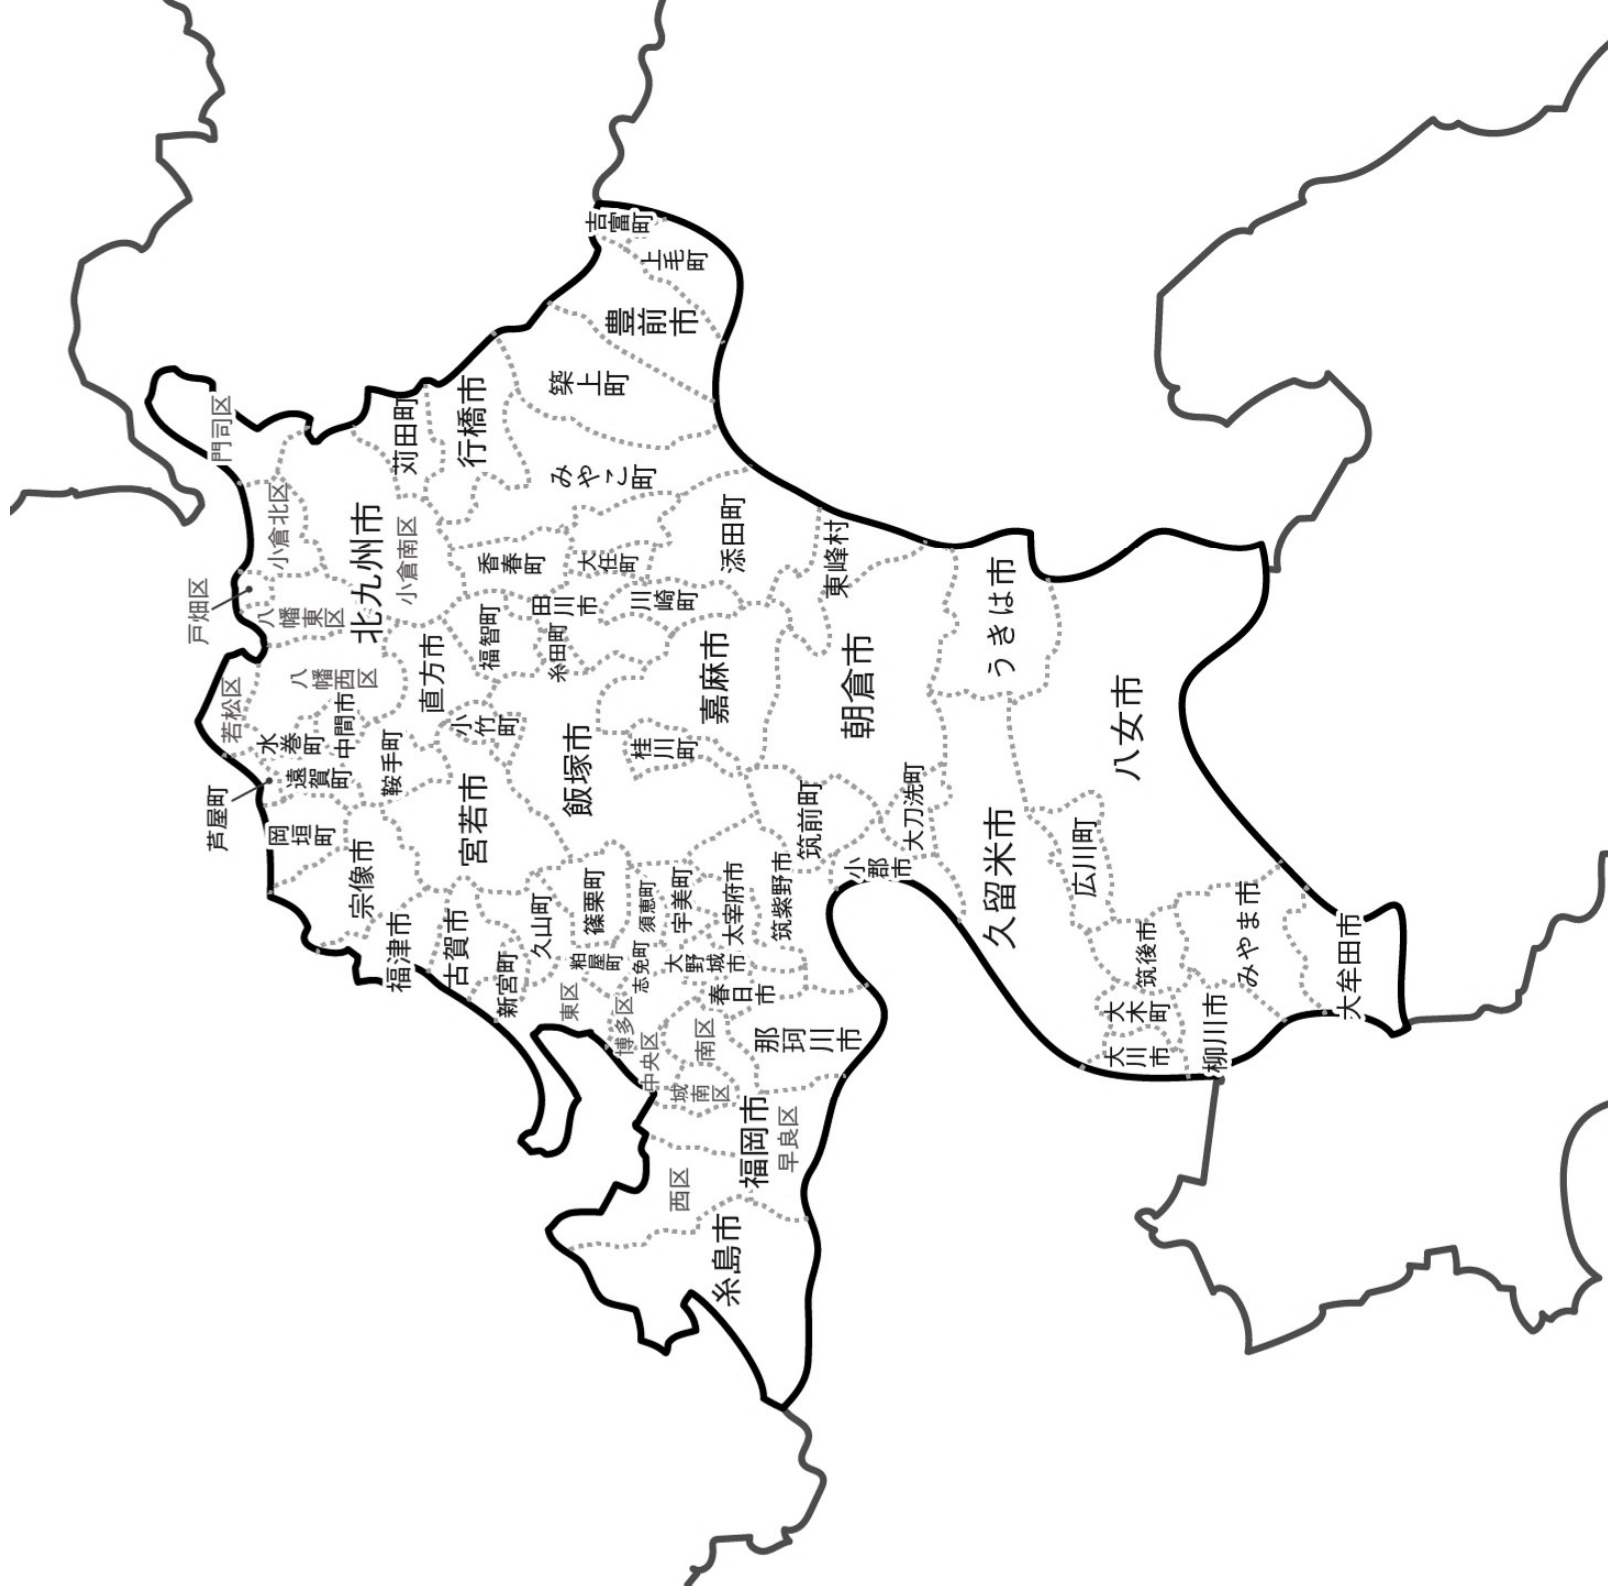 門司区
小倉北区
戸畑区
八幡東区
北九州市
小倉南区
若松区
八幡西区
芦屋町
水巻町
遠賀町
中間市
岡垣町
鞍手町
直方市
宗像市
福津市
宮若市
小竹町
古賀市
新宮町
久山町
篠栗町
粕屋町
須恵町
志免町
宇美町
東区
博多区
中央区
南区
城南区
福岡市
早良区
西区
糸島市
大野城市
太宰府市
春日市
那珂川市
筑紫野市
苅田町
行橋市
みやこ町
築上町
豊前市
上毛町
吉富町
香春町
大任町
添田町
福智町
田川市
糸田町
川崎町
飯塚市
桂川町
嘉麻市
東峰村
朝倉市
筑前町
大刀洗町
小郡市
うきは市
久留米市
八女市
広川町
筑後市
大木町
大川市
柳川市
みやま市
大牟田市